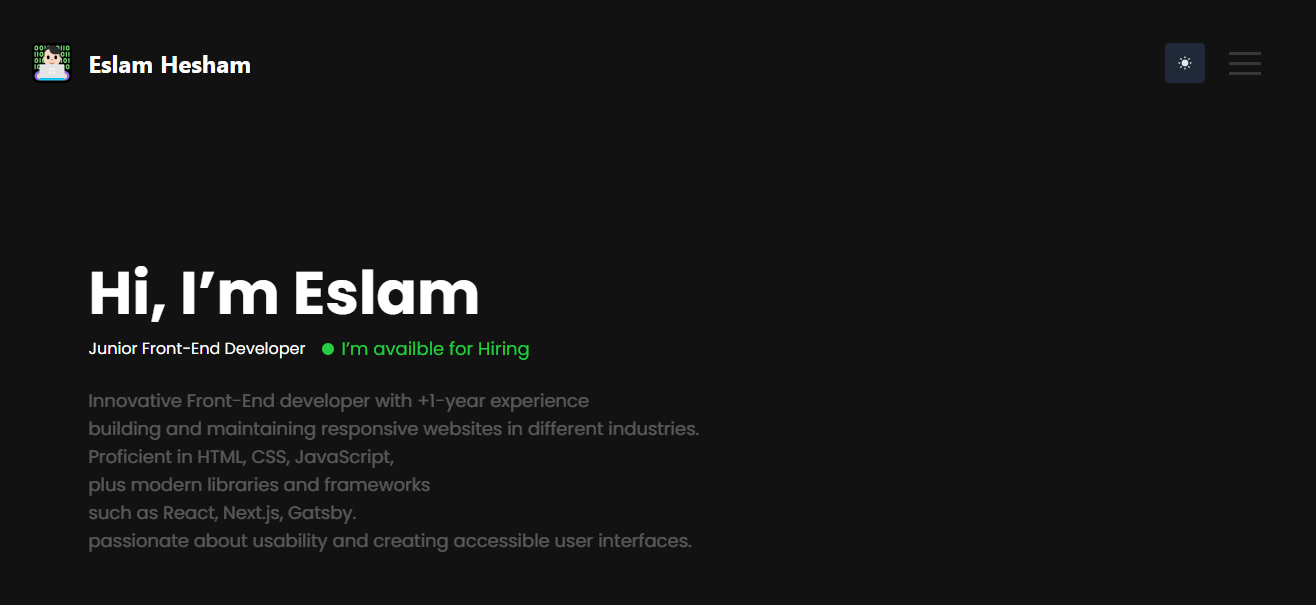 Eslam Hesham
Hi, I’m Eslam
Junior Front-End Developer
I’m availble for Hiring
Innovative Front-End developer with +1-year experience
building and maintaining responsive websites in different industries.
Proficient in HTML, CSS, JavaScript,
plus modern libraries and frameworks
such as React, Next.js, Gatsby.
passionate about usability and creating accessible user interfaces.